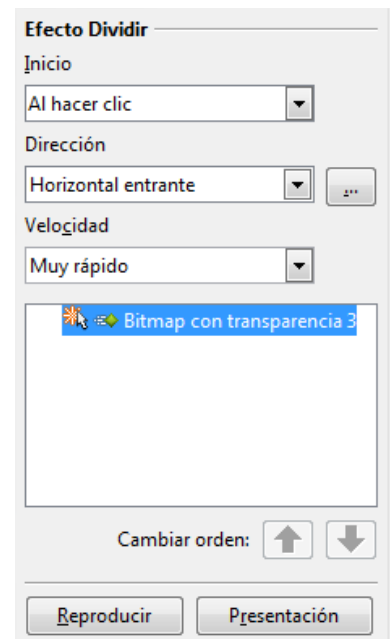 Efecto Dividir
Inicio
Al hacer clic
Dirección
Horizontal entrante
...
Velocidad
Muy rápido
Bitmap con transparencia 3
Cambiar orden:
Reproducir Presentación